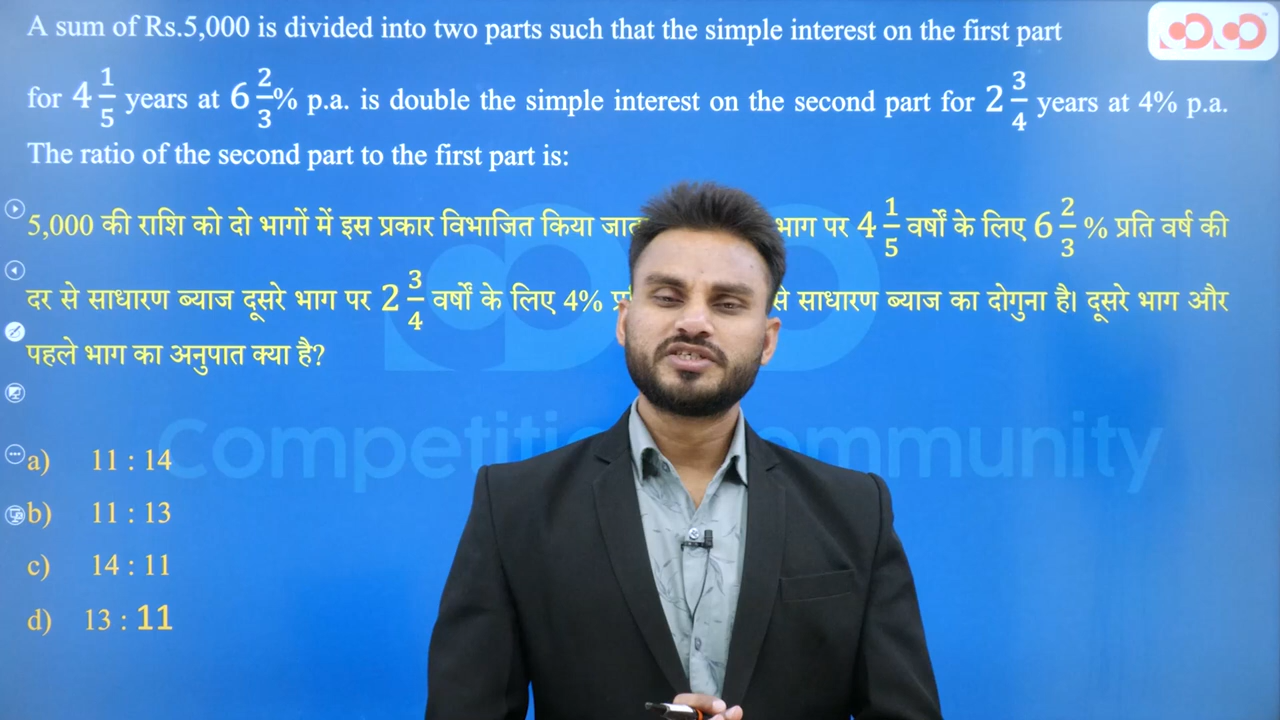 A sum of Rs.5,000 is divided into two parts such that the simple interest on the first part
for 4 1/5 years at 6 2/3% p.a. is double the simple interest on the second part for 2 3/4 years at 4% p.a.
The ratio of the second part to the first part is:
5,000 की राशि को दो भागों में इस प्रकार विभाजित किया भाग पर 4 1/5 वर्षों के लिए 6 2/3 % प्रति वर्ष की
दर से साधारण ब्याज दूसरे भाग पर 2 3/4 वर्षों के लिए 4% से साधारण ब्याज का दोगुना है। दूसरे भाग और
पहले भाग का अनुपात क्या है?
Community
a) 11 : 14
b) 11 : 13
c) 14 : 11
d) 13 : 11